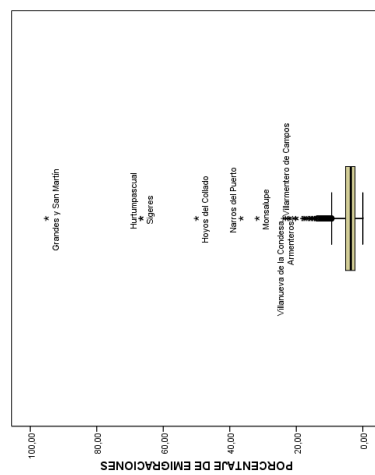 PORCENTAJE DE EMIGRACIONES
100,00
80,00
60,00
40,00
20,00
0,00
Grandes y San Martín
Hurtumpascual
Sigeres
Hoyos del Collado
Narros del Puerto
Monsalupe
Villarmentero de Campos
Villanueva de la Condesa
Armenteros